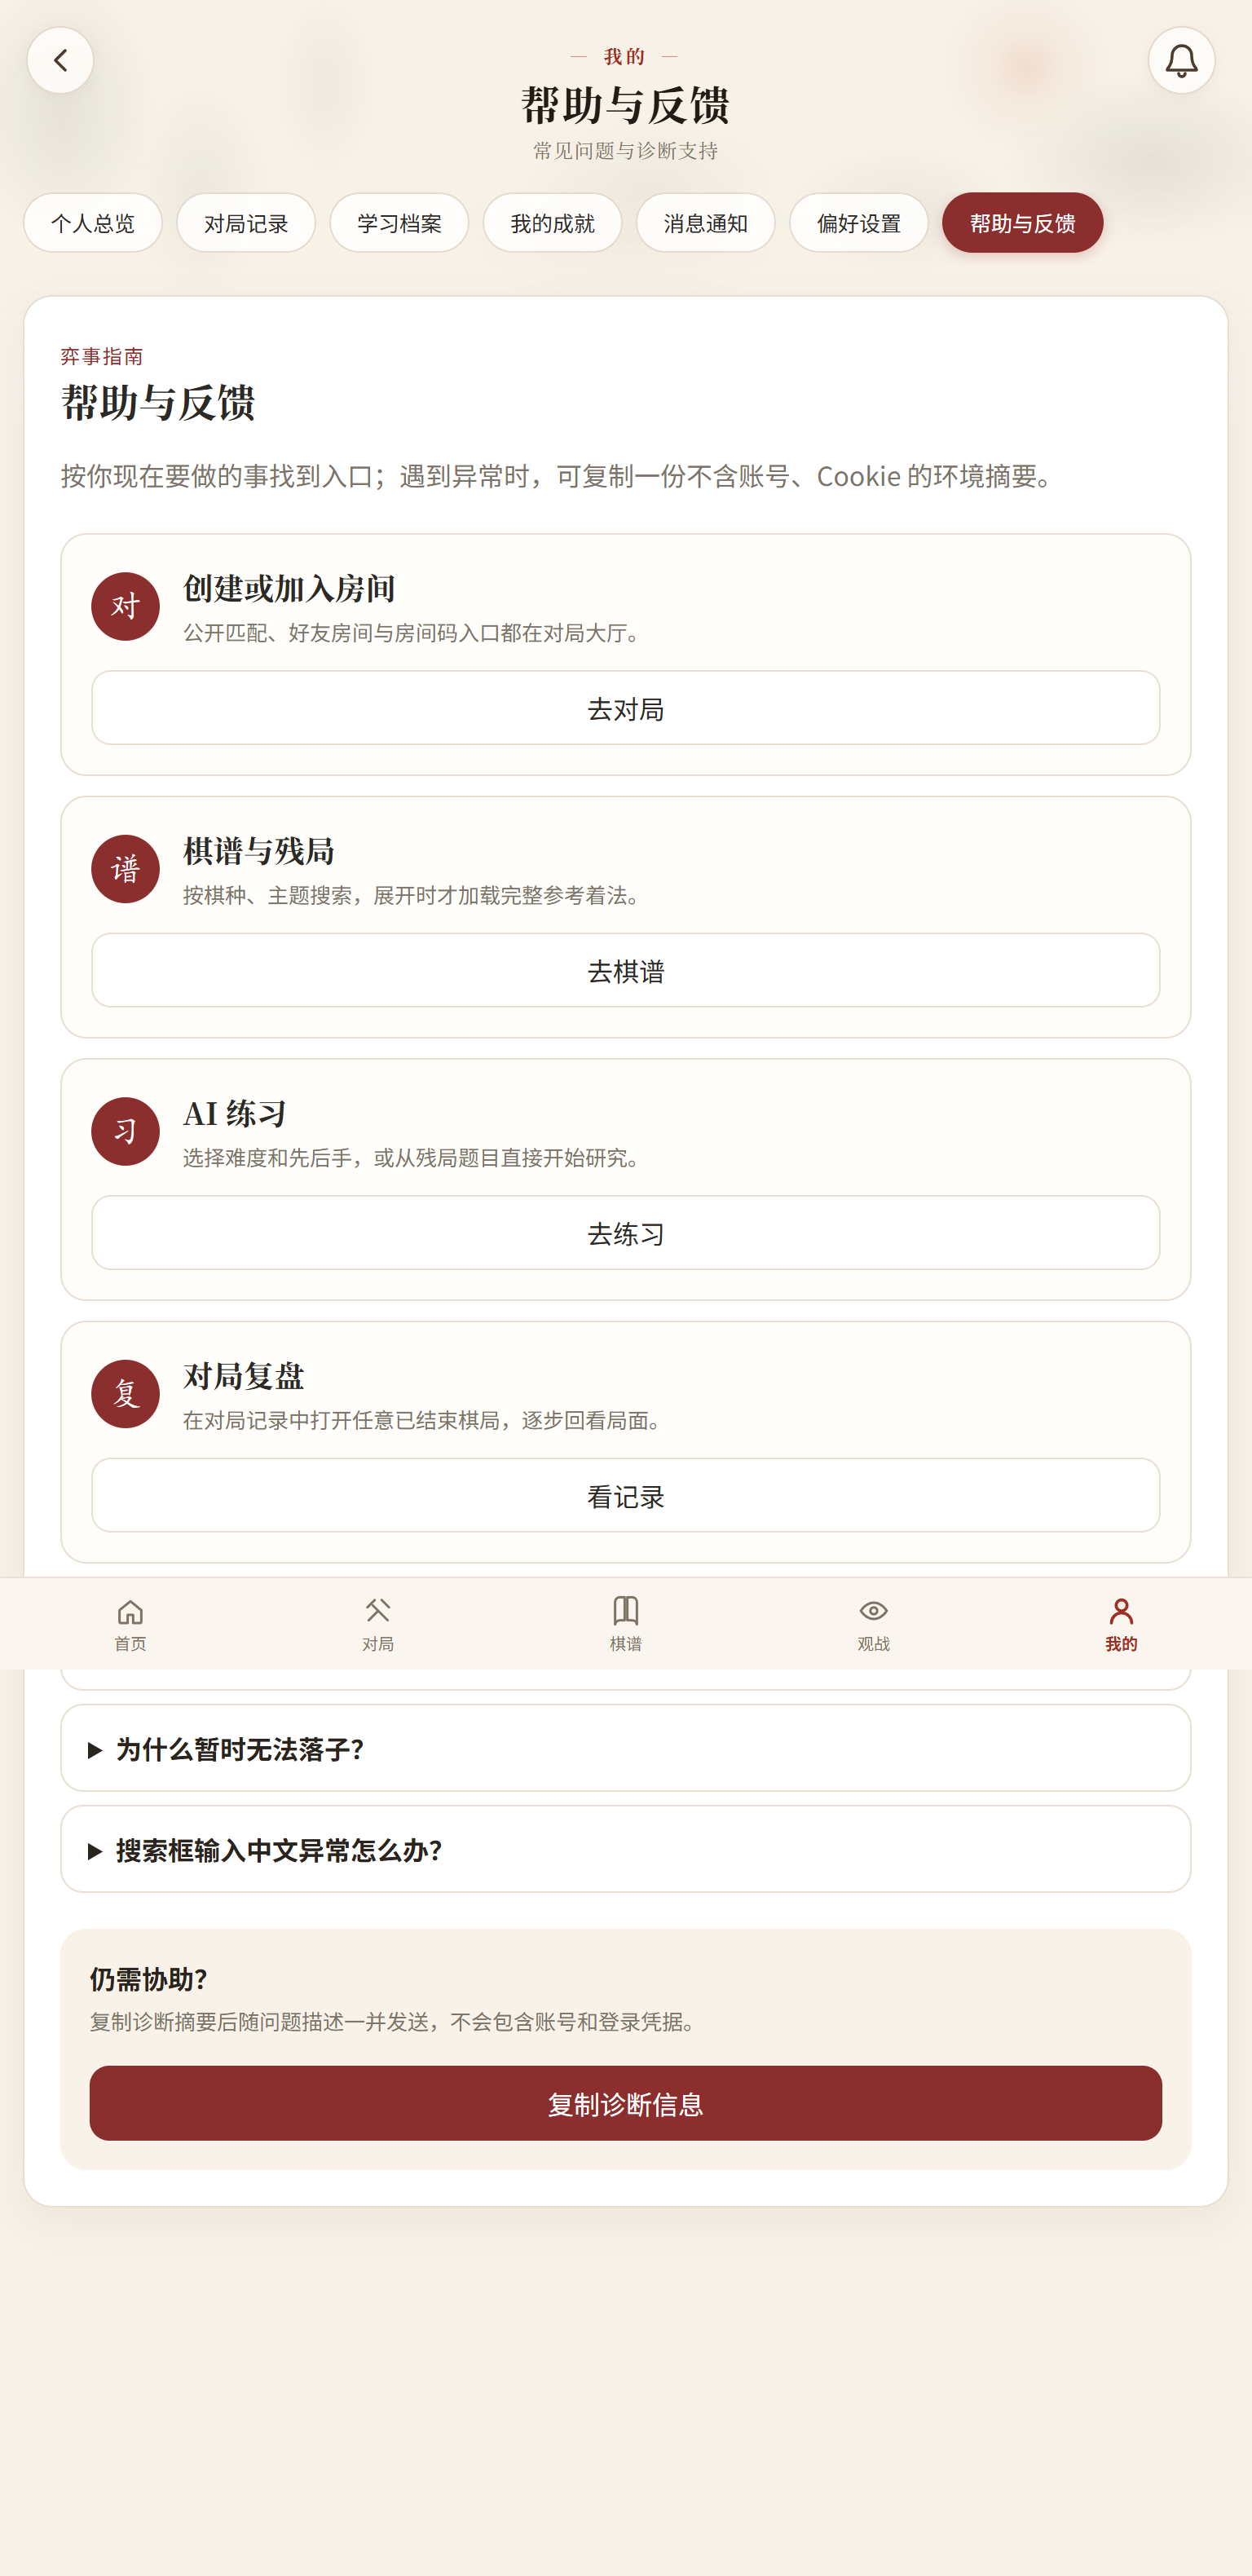 — 我的 —
帮助与反馈
常见问题与诊断支持
个人总览 对局记录 学习档案 我的成就 消息通知 偏好设置 帮助与反馈
弈事指南
帮助与反馈
按你现在要做的事找到入口；遇到异常时，可复制一份不含账号、Cookie 的环境摘要。
对
创建或加入房间
公开匹配、好友房间与房间码入口都在对局大厅。
去对局
谱
棋谱与残局
按棋种、主题搜索，展开时才加载完整参考着法。
去棋谱
习
AI 练习
选择难度和先后手，或从残局题目直接开始研究。
去练习
复
对局复盘
在对局记录中打开任意已结束棋局，逐步回看局面。
看记录
首页 对局 棋谱 观战 我的
为什么暂时无法落子？
搜索框输入中文异常怎么办？
仍需协助？
复制诊断摘要后随问题描述一并发送，不会包含账号和登录凭据。
复制诊断信息